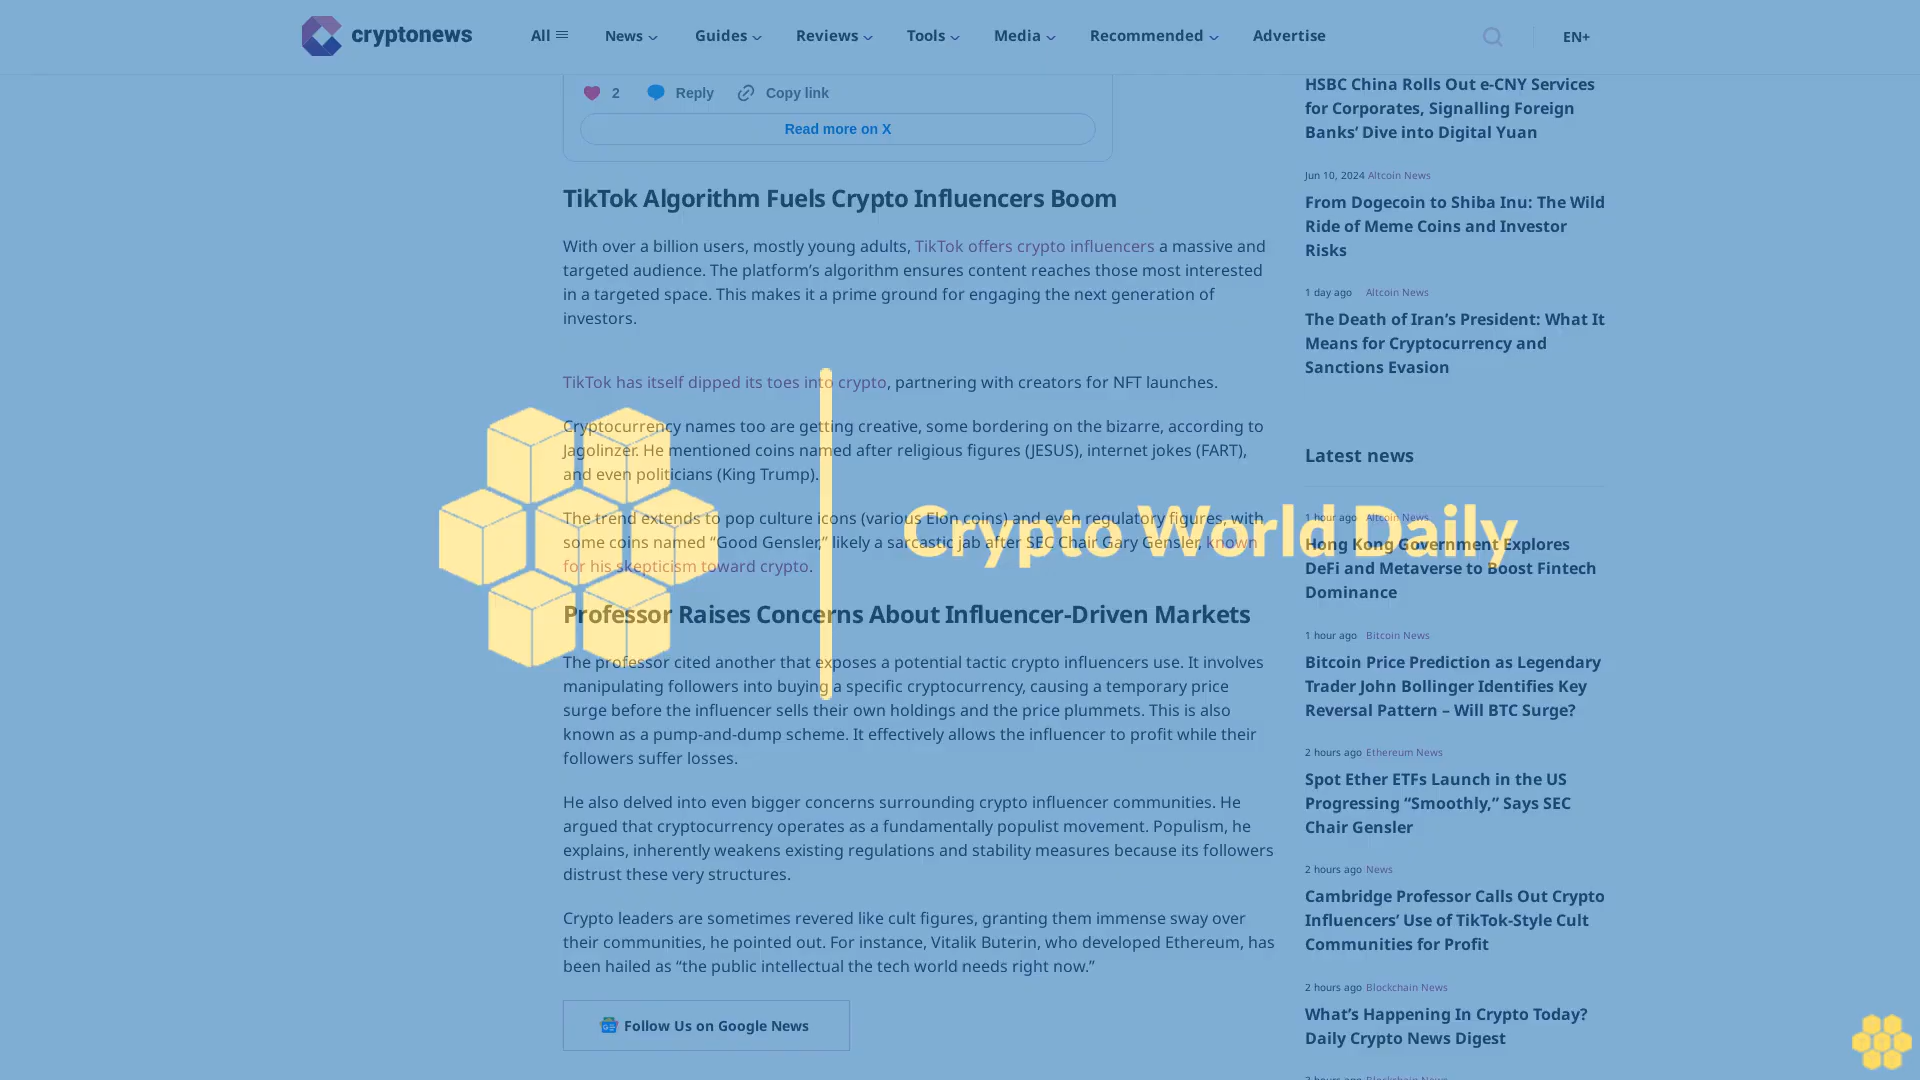 cryptonews
All
News
Guides
Reviews
Tools
Media
Recommended
Advertise
EN+
2
Reply
Copy link
Read more on X
TikTok Algorithm Fuels Crypto Influencers Boom
With over a billion users, mostly young adults, TikTok offers crypto influencers a massive and
targeted audience. The platform’s algorithm ensures content reaches those most interested
in a targeted space. This makes it a prime ground for engaging the next generation of
investors.
TikTok has itself dipped its toes into crypto, partnering with creators for NFT launches.
Cryptocurrency names too are getting creative, some bordering on the bizarre, according to
Jagolinzer. He mentioned coins named after religious figures (JESUS), internet jokes (FART),
and even politicians (King Trump).
The trend extends to pop culture icons (various Elon coins) and even regulatory figures, with
some coins named “Good Gensler,” likely a sarcastic jab after SEC Chair Gary Gensler, known
for his skepticism toward crypto.
Professor Raises Concerns About Influencer-Driven Markets
The professor cited another that exposes a potential tactic crypto influencers use. It involves
manipulating followers into buying a specific cryptocurrency, causing a temporary price
surge before the influencer sells their own holdings and the price plummets. This is also
known as a pump-and-dump scheme. It effectively allows the influencer to profit while their
followers suffer losses.
He also delved into even bigger concerns surrounding crypto influencer communities. He
argued that cryptocurrency operates as a fundamentally populist movement. Populism, he
explains, inherently weakens existing regulations and stability measures because its followers
distrust these very structures.
Crypto leaders are sometimes revered like cult figures, granting them immense sway over
their communities, he pointed out. For instance, Vitalik Buterin, who developed Ethereum, has
been hailed as “the public intellectual the tech world needs right now.”
Follow Us on Google News
Crypto World Daily
HSBC China Rolls Out e-CNY Services
for Corporates, Signalling Foreign
Banks’ Dive into Digital Yuan
Jun 10, 2024 Altcoin News
From Dogecoin to Shiba Inu: The Wild
Ride of Meme Coins and Investor
Risks
1 day ago Altcoin News
The Death of Iran’s President: What It
Means for Cryptocurrency and
Sanctions Evasion
Latest news
1 hour ago Altcoin News
Hong Kong Government Explores
DeFi and Metaverse to Boost Fintech
Dominance
1 hour ago Bitcoin News
Bitcoin Price Prediction as Legendary
Trader John Bollinger Identifies Key
Reversal Pattern – Will BTC Surge?
2 hours ago Ethereum News
Spot Ether ETFs Launch in the US
Progressing “Smoothly,” Says SEC
Chair Gensler
2 hours ago News
Cambridge Professor Calls Out Crypto
Influencers’ Use of TikTok-Style Cult
Communities for Profit
2 hours ago Blockchain News
What’s Happening In Crypto Today?
Daily Crypto News Digest